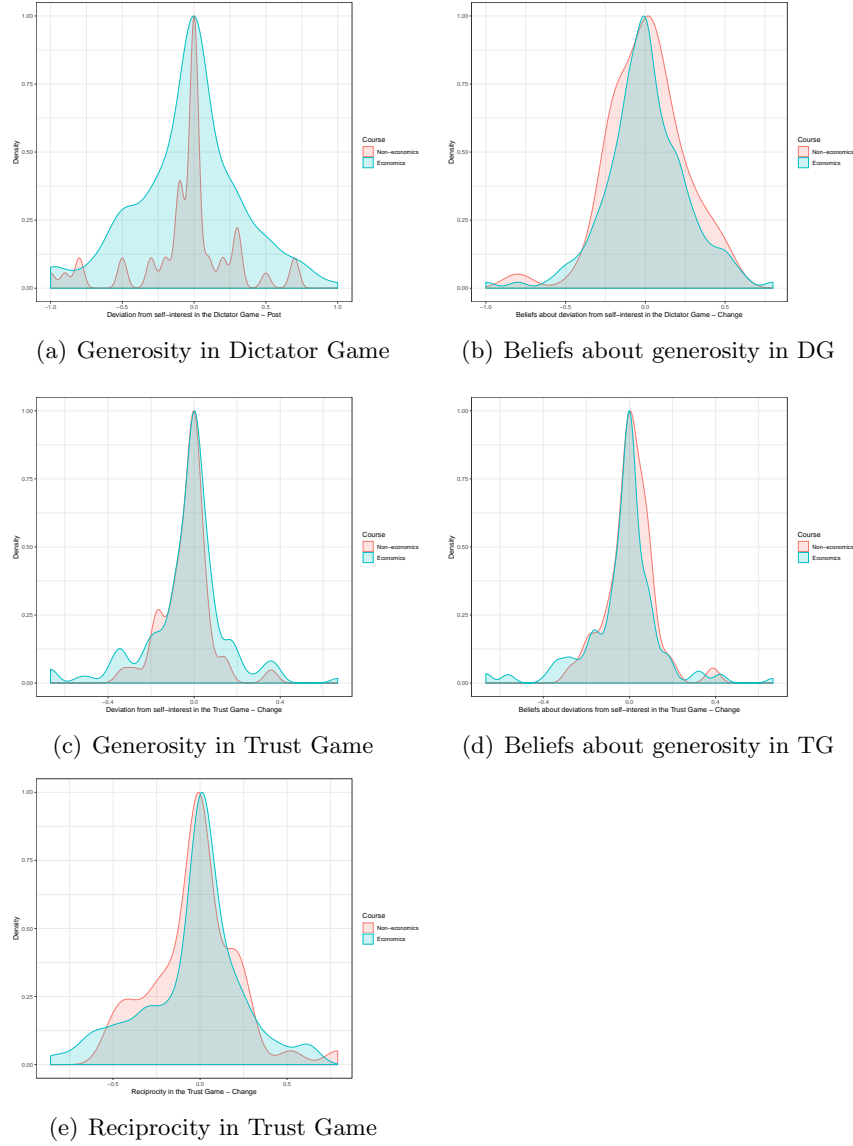 1.00
0.75
0.50
0.25
0.00
Density
−1.0 −0.5 0.0 0.5 1.0
Deviation from self−interest in the Dictator Game − Post
Course
Non−economics
Economics
(a) Generosity in Dictator Game
1.00
0.75
0.50
0.25
0.00
Density
−1.0 −0.5 0.0 0.5
Beliefs about deviation from self−interest in the Dictator Game − Change
Course
Non−economics
Economics
(b) Beliefs about generosity in DG
1.00
0.75
0.50
0.25
0.00
Density
−0.4 0.0 0.4
Deviation from self−interest in the Trust Game − Change
Course
Non−economics
Economics
(c) Generosity in Trust Game
1.00
0.75
0.50
0.25
0.00
Density
−0.4 0.0 0.4
Beliefs about deviations from self−interest in the Trust Game − Change
Course
Non−economics
Economics
(d) Beliefs about generosity in TG
1.00
0.75
0.50
0.25
0.00
Density
−0.5 0.0 0.5
Reciprocity in the Trust Game − Change
Course
Non−economics
Economics
(e) Reciprocity in Trust Game